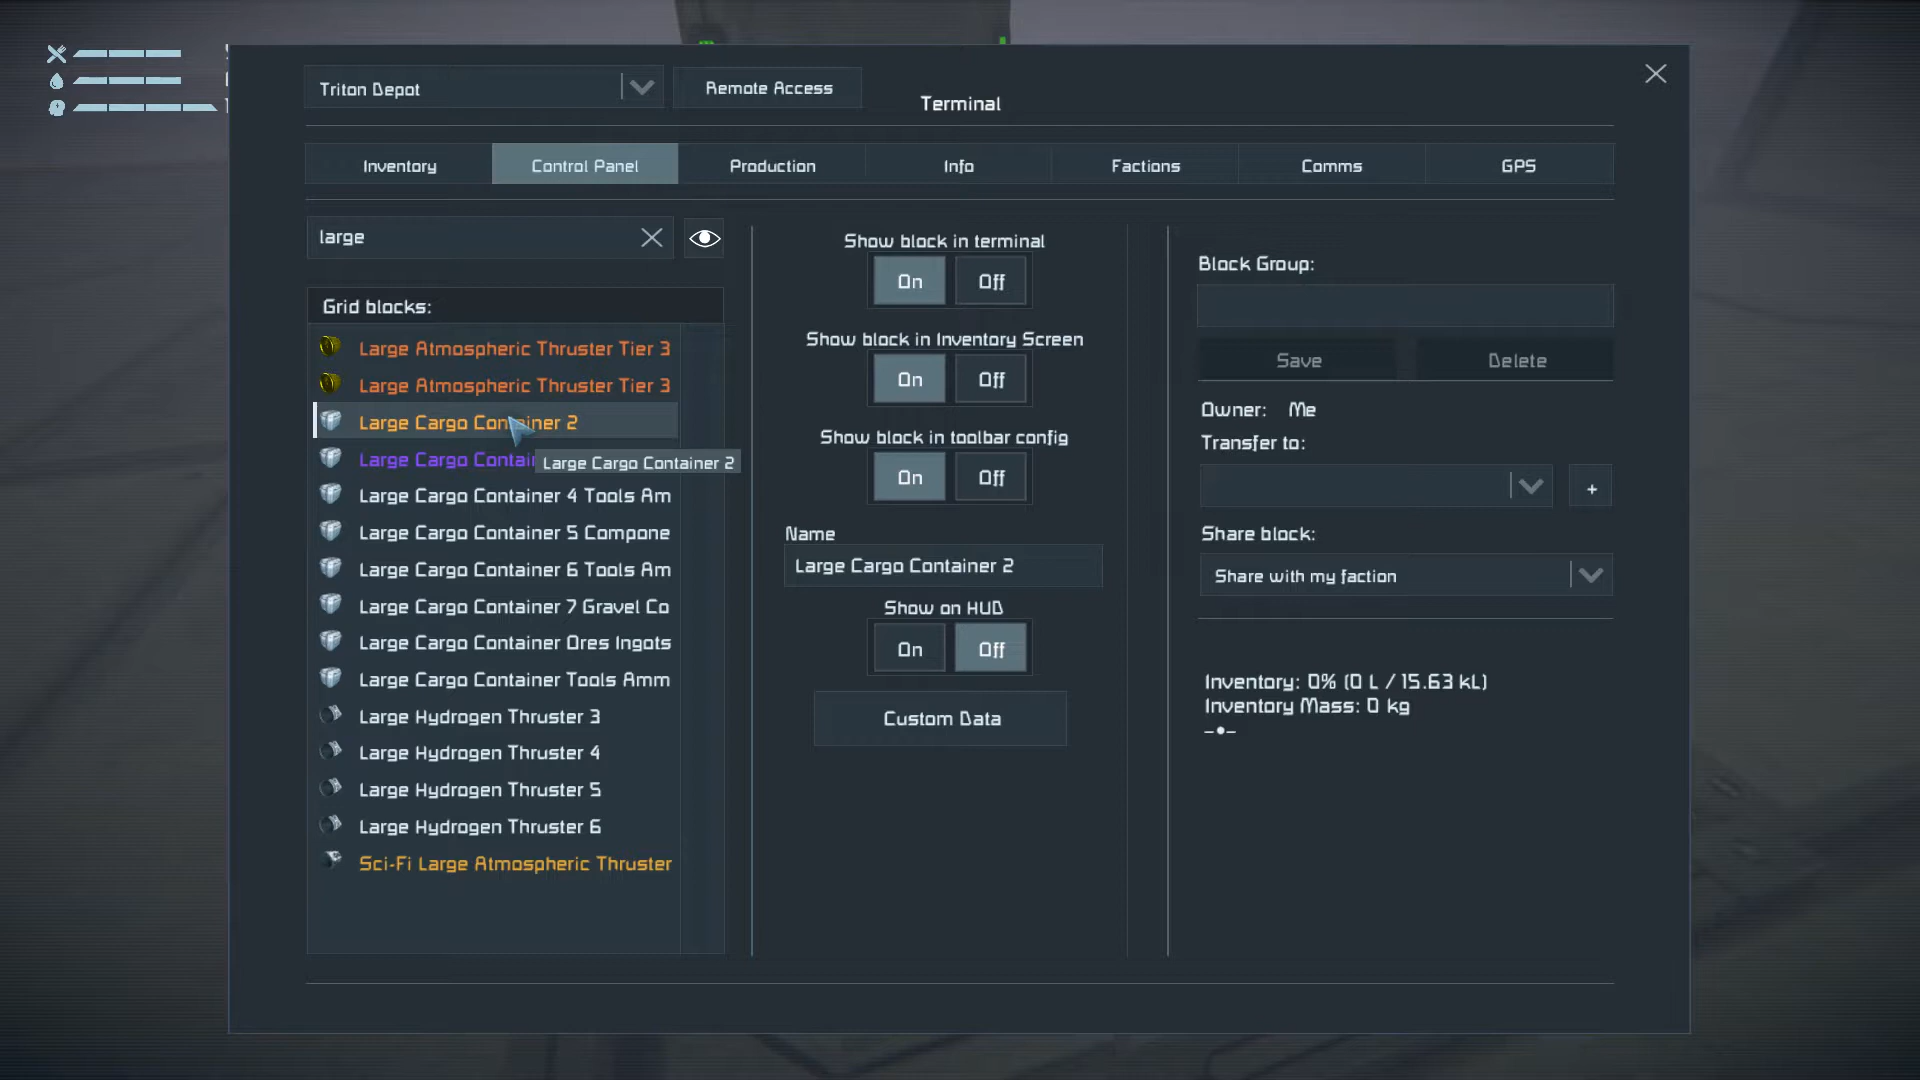 Triton Depot
Remote Access
Terminal
Inventory
Control Panel
Production
Info
Factions
Comms
GPS
large
Grid blocks:
Large Atmospheric Thruster Tier 3
Large Atmospheric Thruster Tier 3
Large Cargo Container 2
Large Cargo Contai
Large Cargo Container 2
Large Cargo Container 4 Tools Am
Large Cargo Container 5 Compone
Large Cargo Container 6 Tools Am
Large Cargo Container 7 Gravel Co
Large Cargo Container Ores Ingots
Large Cargo Container Tools Amm
Large Hydrogen Thruster 3
Large Hydrogen Thruster 4
Large Hydrogen Thruster 5
Large Hydrogen Thruster 6
Sci-Fi Large Atmospheric Thruster
Show block in terminal
On Off
Show block in Inventory Screen
On Off
Show block in toolbar config
On Off
Name
Large Cargo Container 2
Show on HUD
On Off
Custom Data
Block Group:
Save
Delete
Owner: Me
Transfer to:
+
Share block:
Share with my faction
Inventory: 0% (0 L / 15.63 kL)
Inventory Mass: 0 kg
-•-